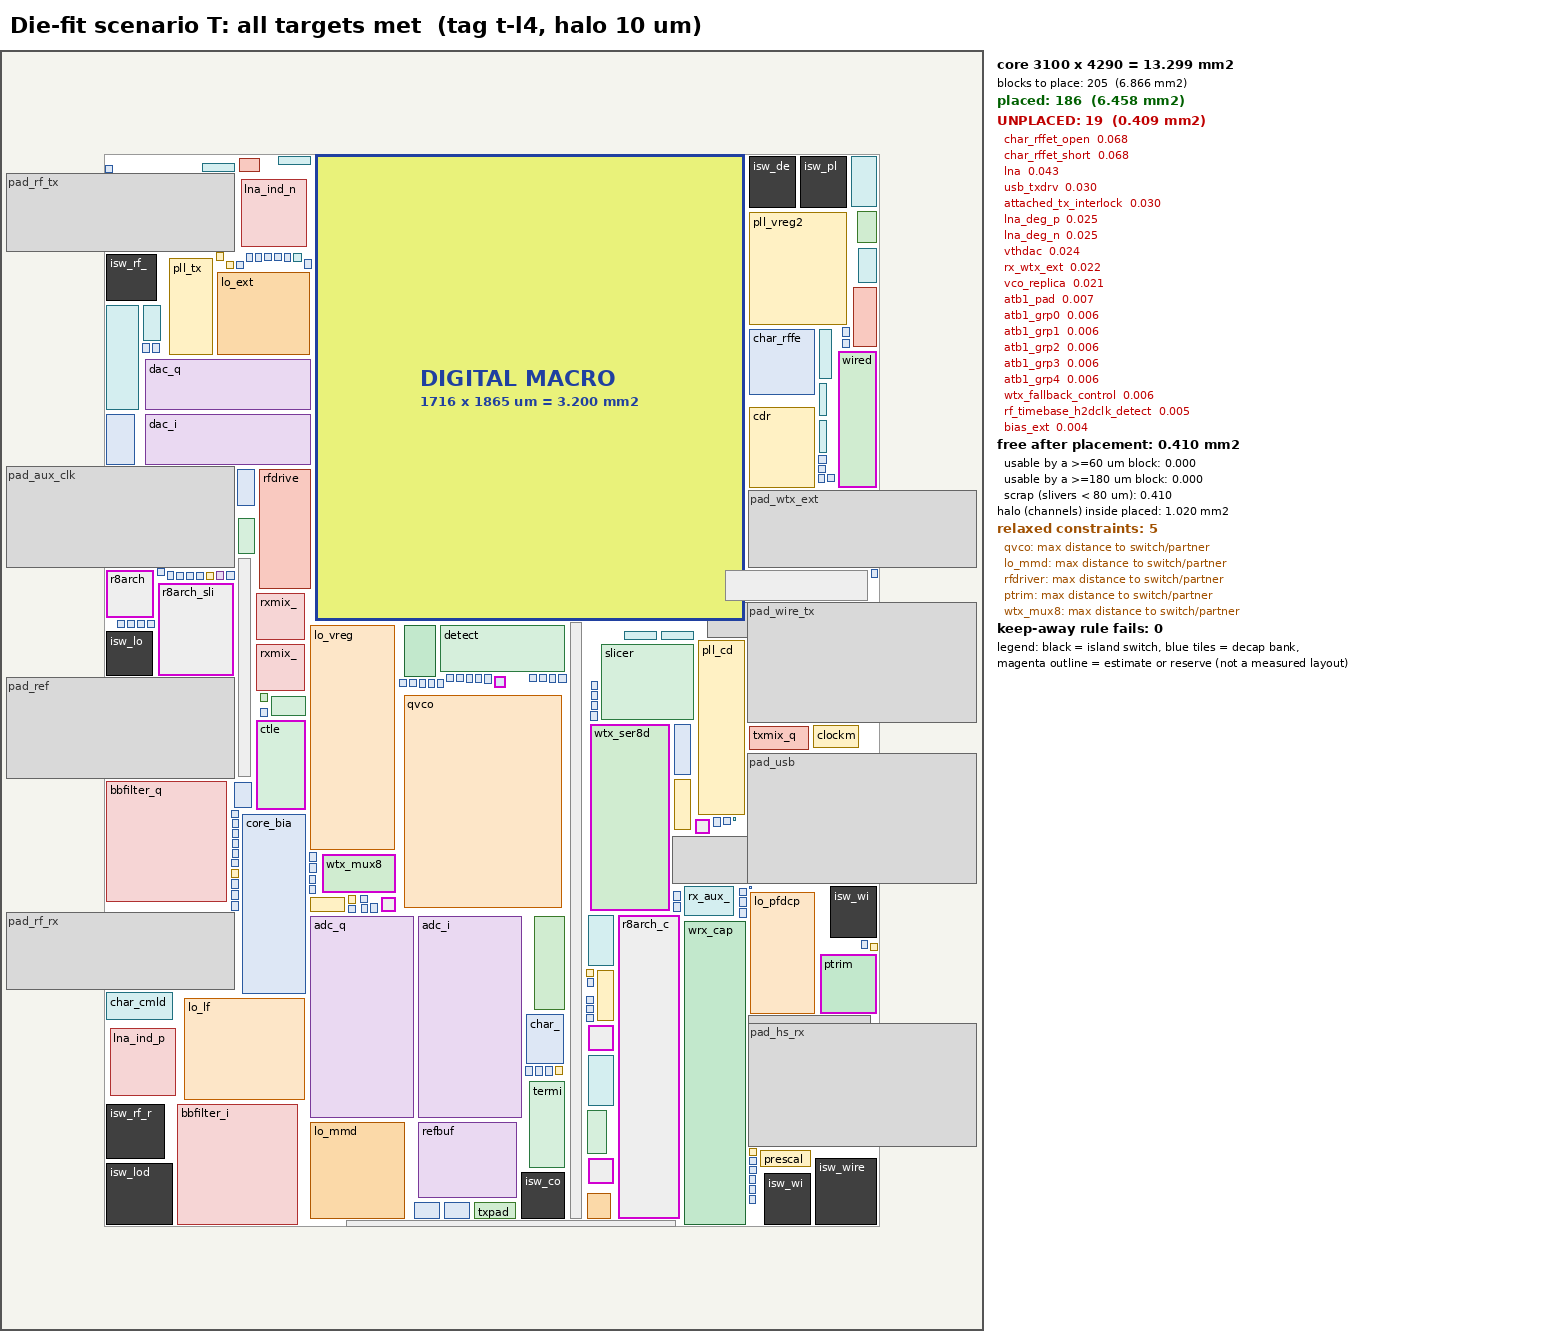 Die-fit scenario T: all targets met  (tag t-l4, halo 10 um)
core 3100 x 4290 = 13.299 mm2
blocks to place: 205  (6.866 mm2)
placed: 186  (6.458 mm2)
UNPLACED: 19  (0.409 mm2)
char_rffet_open  0.068
char_rffet_short  0.068
lna  0.043
usb_txdrv  0.030
attached_tx_interlock  0.030
lna_deg_p  0.025
lna_deg_n  0.025
vthdac  0.024
rx_wtx_ext  0.022
vco_replica  0.021
atb1_pad  0.007
atb1_grp0  0.006
atb1_grp1  0.006
atb1_grp2  0.006
atb1_grp3  0.006
atb1_grp4  0.006
wtx_fallback_control  0.006
rf_timebase_h2dclk_detect  0.005
bias_ext  0.004
free after placement: 0.410 mm2
usable by a >=60 um block: 0.000
usable by a >=180 um block: 0.000
scrap (slivers < 80 um): 0.410
halo (channels) inside placed: 1.020 mm2
relaxed constraints: 5
qvco: max distance to switch/partner
lo_mmd: max distance to switch/partner
rfdriver: max distance to switch/partner
ptrim: max distance to switch/partner
wtx_mux8: max distance to switch/partner
keep-away rule fails: 0
legend: black = island switch, blue tiles = decap bank,
magenta outline = estimate or reserve (not a measured layout)
pad_rf_tx
lna_ind_n
isw_de
isw_pl
pll_vreg2
isw_rf_
pll_tx
lo_ext
char_rffe
wired
dac_q
DIGITAL MACRO
1716 x 1865 um = 3.200 mm2
cdr
dac_i
pad_aux_clk
rfdrive
pad_wtx_ext
r8arch
r8arch_sli
rxmix_
pad_wire_tx
isw_lo
lo_vreg
detect
slicer
pll_cd
rxmix_
pad_ref
qvco
ctle
wtx_ser8d
txmix_q
clockm
pad_usb
bbfilter_q
core_bia
wtx_mux8
rx_aux_
lo_pfdcp
isw_wi
pad_rf_rx
adc_q
adc_i
r8arch_c
wrx_cap
ptrim
char_cmld
lo_lf
char_
pad_hs_rx
lna_ind_p
termi
isw_rf_r
bbfilter_i
lo_mmd
refbuf
prescal
isw_lod
isw_co
isw_wi
isw_wire
txpad